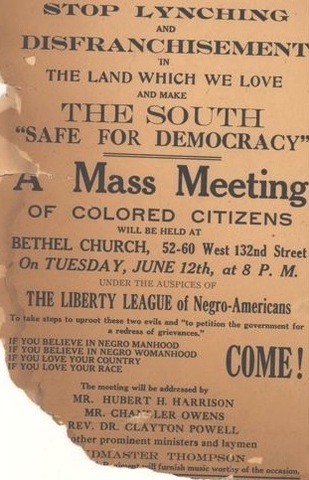 STOP LYNCHING
AND
DISFRANCHISEMENT
IN
THE LAND WHICH WE LOVE
AND MAKE
THE SOUTH
"SAFE FOR DEMOCRACY"
A Mass Meeting
OF COLORED CITIZENS
WILL BE HELD AT
BETHEL CHURCH, 52-60 West 132nd Street
On TUESDAY, JUNE 12th, at 8 P. M.
UNDER THE AUSPICES OF
THE LIBERTY LEAGUE of Negro-Americans
To take steps to uproot these two evils and "to petition the government for
a redress of grievances."
IF YOU BELIEVE IN NEGRO MANHOOD
IF YOU BELIEVE IN NEGRO WOMANHOOD
IF YOU LOVE YOUR COUNTRY
IF YOU LOVE YOUR RACE
COME!
The meeting will be addressed by
MR. HUBERT H. HARRISON
MR. CHANDLER OWENS
REV. DR. CLAYTON POWELL
other prominent ministers and laymen
THOMPSON
will furnish music worthy of the occasion.